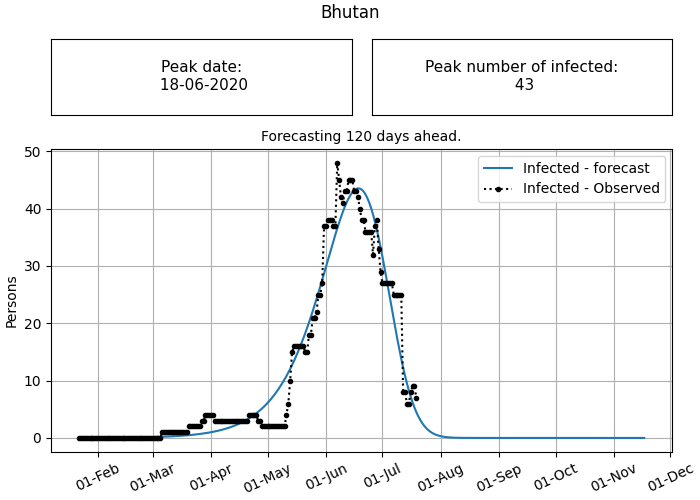 Bhutan
Peak date:
18-06-2020
Peak number of infected:
43
Forecasting 120 days ahead.
Infected - forecast
Infected - Observed
Persons
50
40
30
20
10
0
01-Feb
01-Mar
01-Apr
01-May
01-Jun
01-Jul
01-Aug
01-Sep
01-Oct
01-Nov
01-Dec